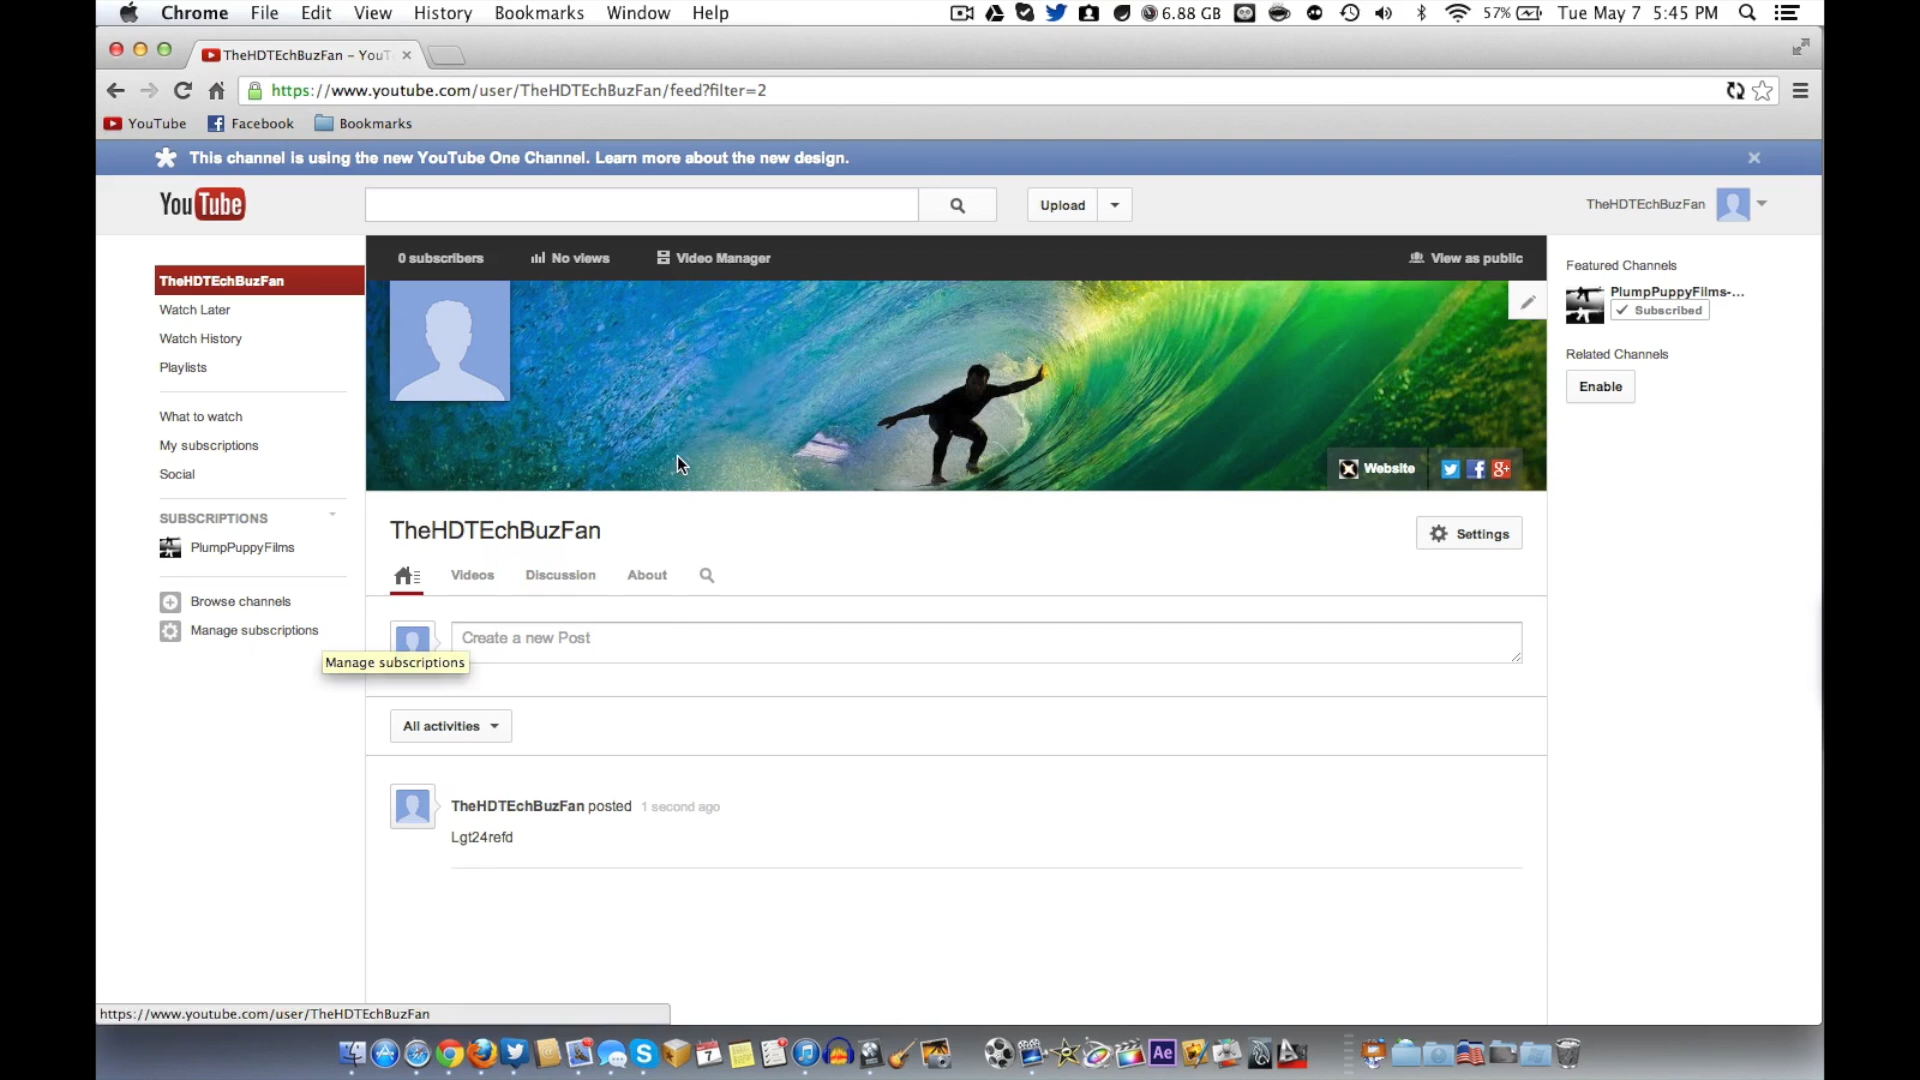 Chrome File Edit View History Bookmarks Window Help 6.88 GB 57% Tue May 7 5:45 PM
TheHDTEchBuzFan – YouT
https://www.youtube.com/user/TheHDTEchBuzFan/feed?filter=2
YouTube Facebook Bookmarks
This channel is using the new YouTube One Channel. Learn more about the new design.
YouTube Upload TheHDTEchBuzFan
0 subscribers No views Video Manager View as public
TheHDTEchBuzFan
Watch Later
Watch History
Playlists
What to watch
My subscriptions
Social
SUBSCRIPTIONS
PlumpPuppyFilms
Browse channels
Manage subscriptions
Manage subscriptions
Website
TheHDTEchBuzFan
Settings
Videos Discussion About
Create a new Post
All activities
TheHDTEchBuzFan posted 1 second ago
Lgt24refd
Featured Channels
PlumpPuppyFilms-...
Subscribed
Related Channels
Enable
https://www.youtube.com/user/TheHDTEchBuzFan
7
Ae